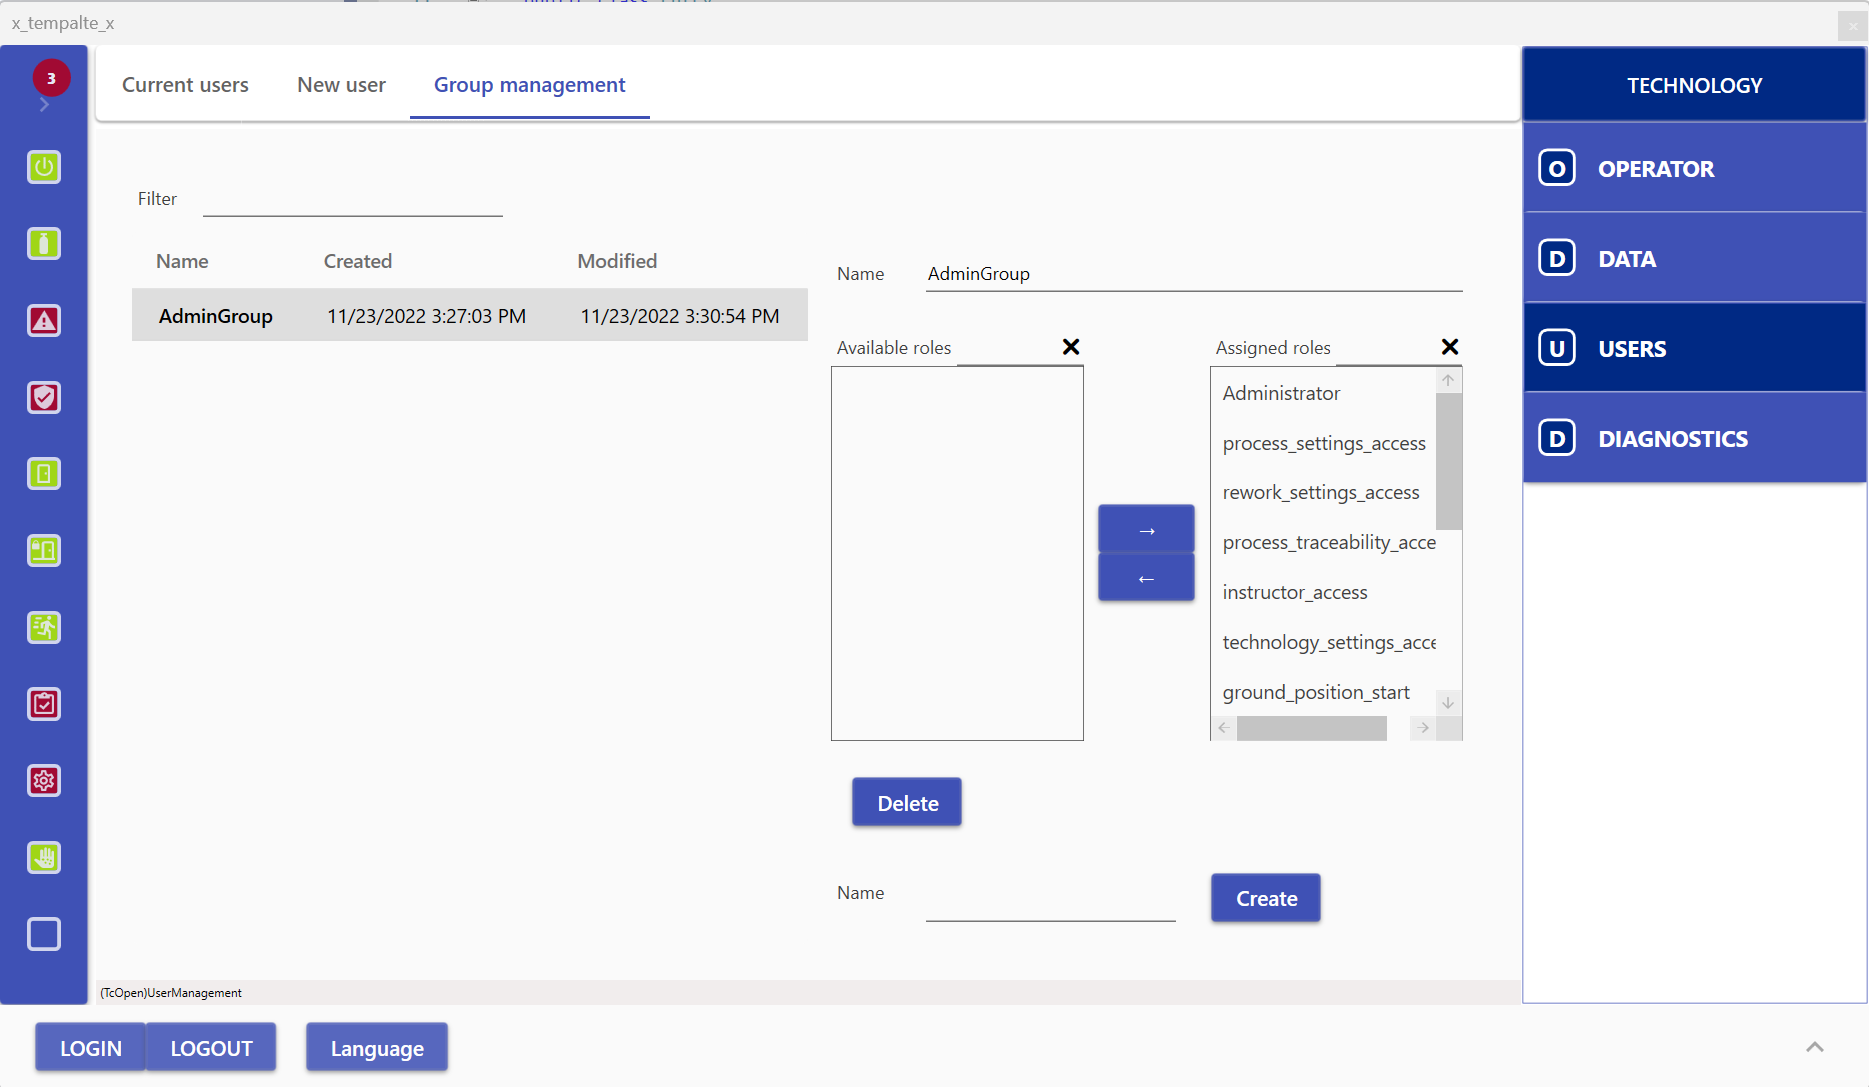 x_tempalte_x
3
Current users
New user
Group management
TECHNOLOGY
O OPERATOR
D DATA
U USERS
D DIAGNOSTICS
Filter
Name Created Modified
AdminGroup 11/23/2022 3:27:03 PM 11/23/2022 3:30:54 PM
Name AdminGroup
Available roles
Assigned roles
Administrator
process_settings_access
rework_settings_access
process_traceability_acce
instructor_access
technology_settings_acce
ground_position_start
→
←
Delete
Name
Create
(TcOpen)UserManagement
LOGIN
LOGOUT
Language